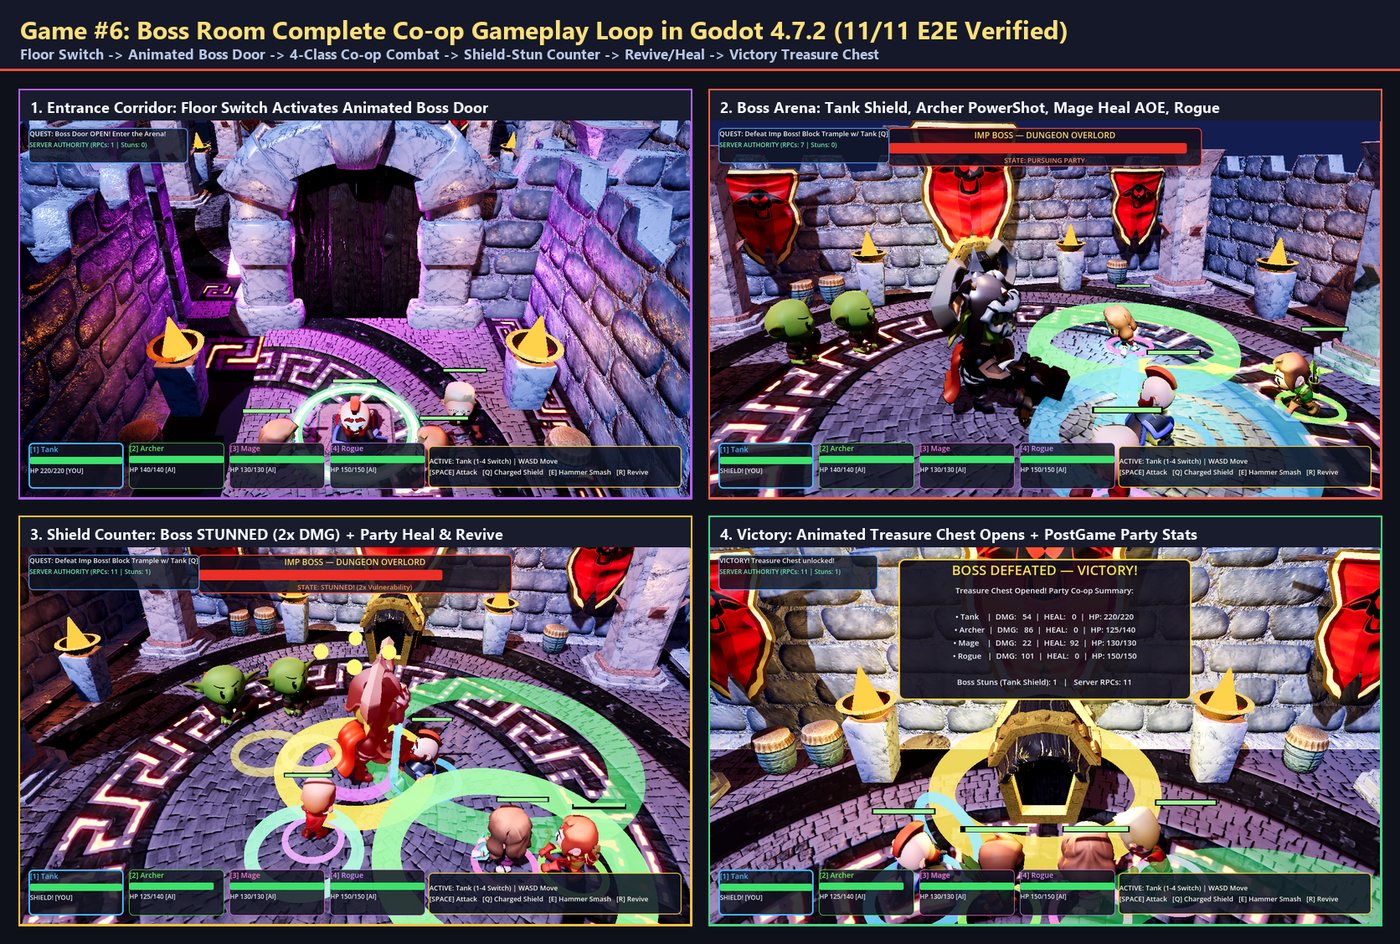 Game #6: Boss Room Complete Co-op Gameplay Loop in Godot 4.7.2 (11/11 E2E Verified)
Floor Switch -> Animated Boss Door -> 4-Class Co-op Combat -> Shield-Stun Counter -> Revive/Heal -> Victory Treasure Chest
1. Entrance Corridor: Floor Switch Activates Animated Boss Door
QUEST: Boss Door OPEN! Enter the Arena!
SERVER AUTHORITY (RPCs: 1 | Stuns: 0)
[1] Tank
HP 220/220 [YOU]
[2] Archer
HP 140/140 [AI]
[3] Mage
HP 130/130 [AI]
[4] Rogue
HP 150/150 [AI]
ACTIVE: Tank (1-4 Switch) | WASD Move
[SPACE] Attack [Q] Charged Shield [E] Hammer Smash [R] Revive
2. Boss Arena: Tank Shield, Archer PowerShot, Mage Heal AOE, Rogue
QUEST: Defeat Imp Boss! Block Trample w/ Tank [Q]
SERVER AUTHORITY (RPCs: 7 | Stuns: 0)
IMP BOSS — DUNGEON OVERLORD
STATE: PURSUING PARTY
[1] Tank
SHIELD! [YOU]
[2] Archer
HP 140/140 [AI]
[3] Mage
HP 130/130 [AI]
[4] Rogue
HP 150/150 [AI]
ACTIVE: Tank (1-4 Switch) | WASD Move
[SPACE] Attack [Q] Charged Shield [E] Hammer Smash [R] Revive
3. Shield Counter: Boss STUNNED (2x DMG) + Party Heal & Revive
QUEST: Defeat Imp Boss! Block Trample w/ Tank [Q]
SERVER AUTHORITY (RPCs: 11 | Stuns: 1)
IMP BOSS — DUNGEON OVERLORD
STATE: STUNNED! (2x Vulnerability)
[1] Tank
SHIELD! [YOU]
[2] Archer
HP 125/140 [AI]
[3] Mage
HP 130/130 [AI]
[4] Rogue
HP 150/150 [AI]
ACTIVE: Tank (1-4 Switch) | WASD Move
[SPACE] Attack [Q] Charged Shield [E] Hammer Smash [R] Revive
4. Victory: Animated Treasure Chest Opens + PostGame Party Stats
VICTORY! Treasure Chest unlocked!
SERVER AUTHORITY (RPCs: 11 | Stuns: 1)
BOSS DEFEATED — VICTORY!
Treasure Chest Opened! Party Co-op Summary:
• Tank | DMG: 54 | HEAL: 0 | HP: 220/220
• Archer | DMG: 86 | HEAL: 0 | HP: 125/140
• Mage | DMG: 22 | HEAL: 92 | HP: 130/130
• Rogue | DMG: 101 | HEAL: 0 | HP: 150/150
Boss Stuns (Tank Shield): 1 | Server RPCs: 11
[1] Tank
SHIELD! [YOU]
[2] Archer
HP 125/140 [AI]
[3] Mage
HP 130/130 [AI]
[4] Rogue
HP 150/150 [AI]
ACTIVE: Tank (1-4 Switch) | WASD Move
[SPACE] Attack [Q] Charged Shield [E] Hammer Smash [R] Revive